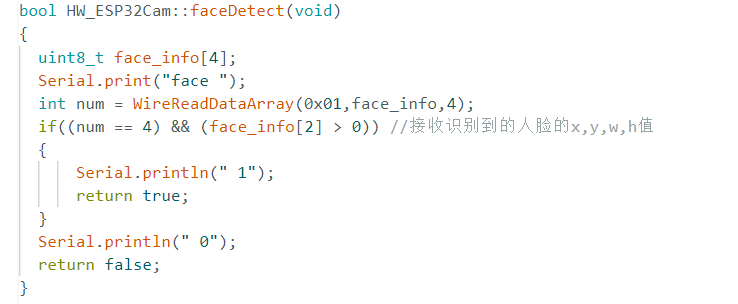 bool HW_ESP32Cam::faceDetect(void)
{
  uint8_t face_info[4];
  Serial.print("face ");
  int num = WireReadDataArray(0x01,face_info,4);
  if((num == 4) && (face_info[2] > 0)) //接收识别到的人脸的x,y,w,h值
  {
      Serial.println(" 1");
      return true;
  }
  Serial.println(" 0");
  return false;
}